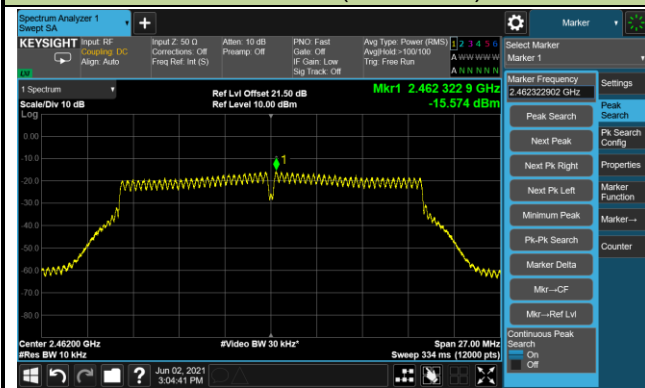 Spectrum Analyzer 1
Swept SA
+
Marker
KEYSIGHT
Input: RF
Coupling: DC
Align: Auto
Input Z: 50 Ω
Corrections: Off
Freq Ref: Int (S)
Atten: 10 dB
Preamp: Off
PNO: Fast
Gate: Off
IF Gain: Low
Sig Track: Off
Avg Type: Power (RMS)
Avg|Hold:>100/100
Trig: Free Run
1 2 3 4 5 6
A W W W W W
A N N N N N
LVI
Select Marker
Marker 1
1 Spectrum
Scale/Div 10 dB
Log
Ref Lvl Offset 21.50 dB
Ref Level 10.00 dBm
Mkr1 2.462 322 9 GHz
-15.574 dBm
0.00
-10.0
-20.0
-30.0
-40.0
-50.0
-60.0
-70.0
-80.0
1
Center 2.46200 GHz
#Res BW 10 kHz
#Video BW 30 kHz*
Span 27.00 MHz
Sweep 334 ms (12000 pts)
Marker Frequency
2.462322902 GHz
Peak Search
Next Peak
Next Pk Right
Next Pk Left
Minimum Peak
Pk-Pk Search
Marker Delta
Mkr→CF
Mkr→Ref Lvl
Continuous Peak
Search
On
Off
Settings
Peak
Search
Pk Search
Config
Properties
Marker
Function
Marker→
Counter
?
Jun 02, 2021
3:04:41 PM